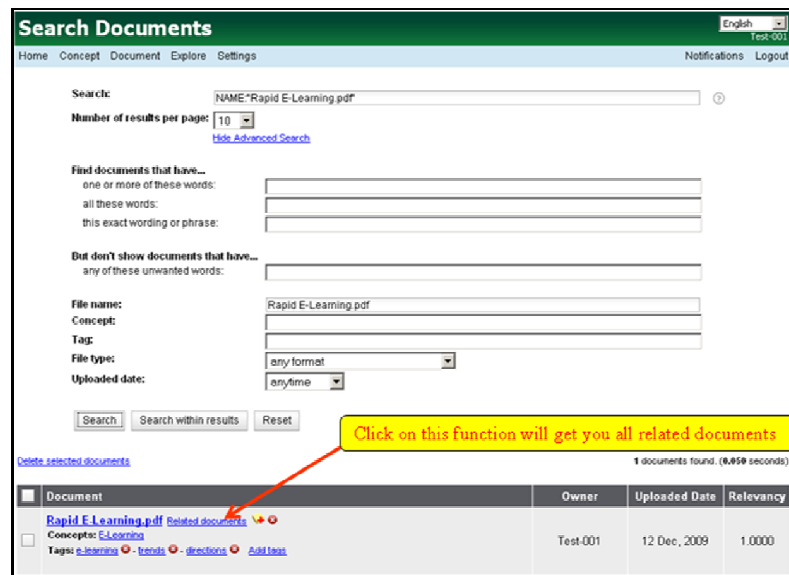 Search Documents
English
Test-001
Home Concept Document Explore Settings Notifications Logout
Search: NAME:"Rapid E-Learning.pdf"
Number of results per page: 10
Hide Advanced Search
Find documents that have...
one or more of these words:
all these words:
this exact wording or phrase:
But don't show documents that have...
any of these unwanted words:
File name: Rapid E-Learning.pdf
Concept:
Tag:
File type: any format
Uploaded date: anytime
Search Search within results Reset
Click on this function will get you all related documents
Delete selected documents 1 documents found. (0.050 seconds)
Document Owner Uploaded Date Relevancy
Rapid E-Learning.pdf Related documents
Concepts: E-Learning
Test-001 12 Dec, 2009 1.0000
Tags: e-learning - trends - directions Add tags